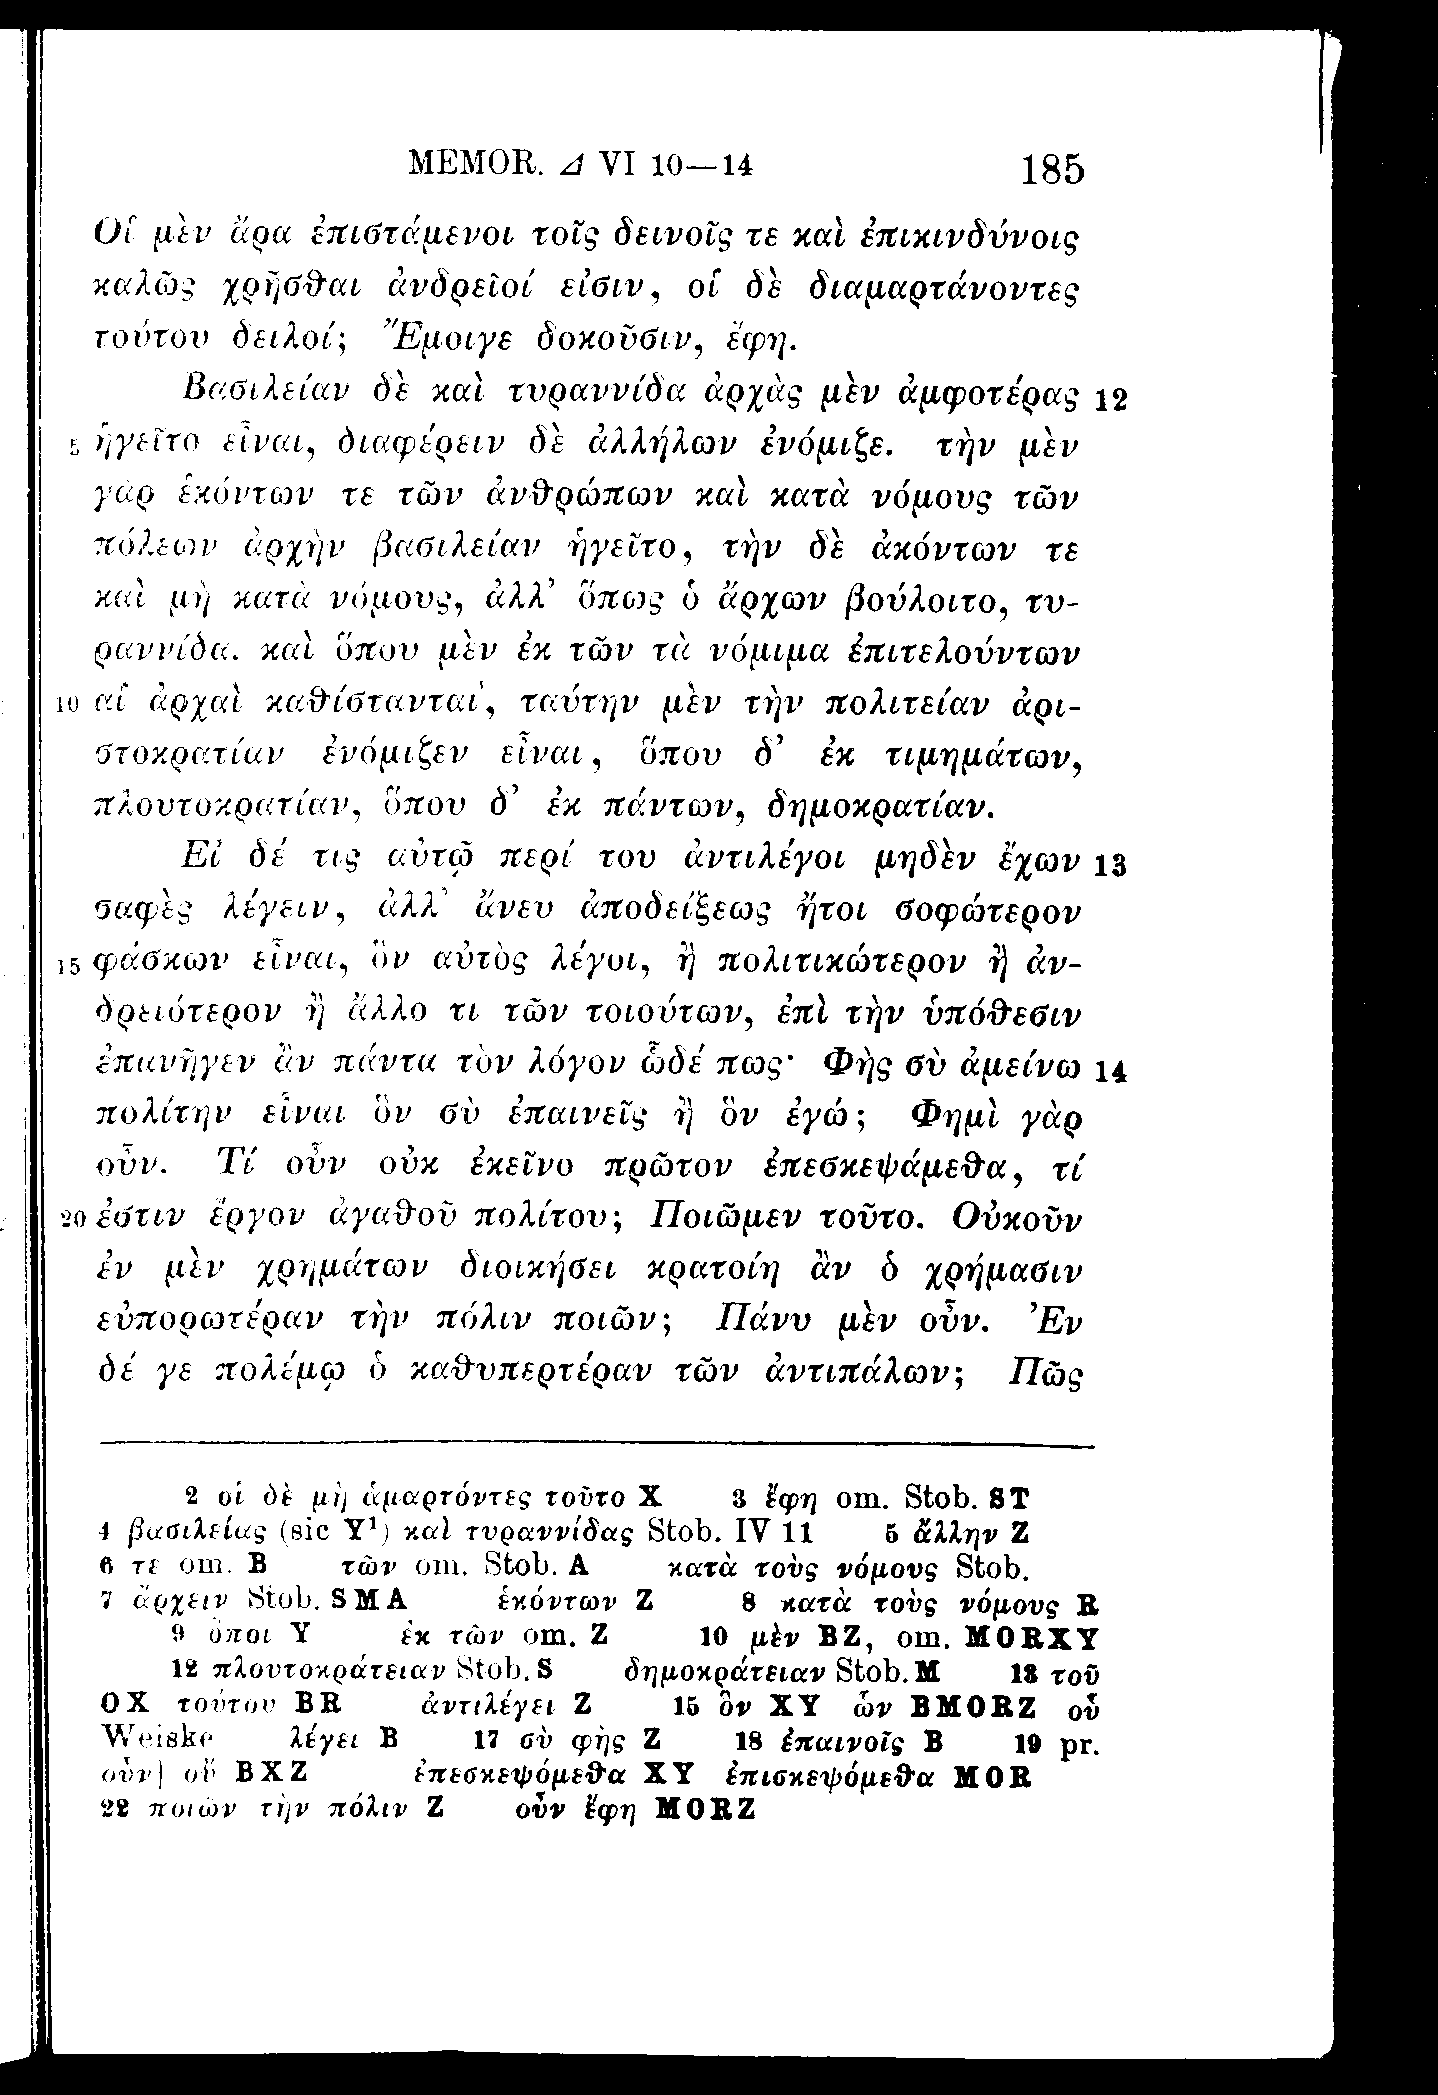 MEMOR. Δ VI 10—14 185
Οἱ μὲν ἄρα ἐπιστάμενοι τοῖς δεινοῖς τε καὶ ἐπικινδύνοις
καλῶς χρῆσθαι ἀνδρεῖοί εἰσιν, οἱ δὲ διαμαρτάνοντες
τούτου δειλοί; Ἔμοιγε δοκοῦσιν, ἔφη.
Βασιλείαν δὲ καὶ τυραννίδα ἀρχὰς μὲν ἀμφοτέρας 12
5 ἡγεῖτο εἶναι, διαφέρειν δὲ ἀλλήλων ἐνόμιζε. τὴν μὲν
γὰρ ἑκόντων τε τῶν ἀνθρώπων καὶ κατὰ νόμους τῶν
πόλεων ἀρχὴν βασιλείαν ἡγεῖτο, τὴν δὲ ἀκόντων τε
καὶ μὴ κατὰ νόμους, ἀλλ’ ὅπως ὁ ἄρχων βούλοιτο, τυ-
ραννίδα. καὶ ὅπου μὲν ἐκ τῶν τὰ νόμιμα ἐπιτελούντων
10 αἱ ἀρχαὶ καθίστανται, ταύτην μὲν τὴν πολιτείαν ἀρι-
στοκρατίαν ἐνόμιζεν εἶναι, ὅπου δ’ ἐκ τιμημάτων,
πλουτοκρατίαν, ὅπου δ’ ἐκ πάντων, δημοκρατίαν.
Εἰ δέ τις αὐτῷ περί του ἀντιλέγοι μηδὲν ἔχων 13
σαφὲς λέγειν, ἀλλ’ ἄνευ ἀποδείξεως ἤτοι σοφώτερον
15 φάσκων εἶναι, ὃν αὐτὸς λέγοι, ἢ πολιτικώτερον ἢ ἀν-
δρειότερον ἢ ἄλλο τι τῶν τοιούτων, ἐπὶ τὴν ὑπόθεσιν
ἐπανῆγεν ἂν πάντα τὸν λόγον ὧδέ πως· Φῂς σὺ ἀμείνω 14
πολίτην εἶναι ὃν σὺ ἐπαινεῖς ἢ ὃν ἐγώ; Φημὶ γὰρ
οὖν. Τί οὖν οὐκ ἐκεῖνο πρῶτον ἐπεσκεψάμεθα, τί
20 ἐστιν ἔργον ἀγαθοῦ πολίτου; Ποιῶμεν τοῦτο. Οὐκοῦν
ἐν μὲν χρημάτων διοικήσει κρατοίη ἂν ὁ χρήμασιν
εὐπορωτέραν τὴν πόλιν ποιῶν; Πάνυ μὲν οὖν. Ἐν
δέ γε πολέμῳ ὁ καθυπερτέραν τῶν ἀντιπάλων; Πῶς
2 οἱ δὲ μὴ ἁμαρτόντες τοῦτο X 3 ἔφη om. Stob. ST
4 βασιλείας (sic Y¹) καὶ τυραννίδας Stob. IV 11 5 ἄλλην Z
6 τε om. B τῶν om. Stob. A κατὰ τοὺς νόμους Stob.
7 ἄρχειν Stob. SMA ἑκόντων Z 8 κατὰ τοὺς νόμους R
9 ὅποι Y ἐκ τῶν om. Z 10 μὲν BZ, om. MORXY
12 πλουτοκράτειαν Stob. S δημοκράτειαν Stob. M 13 τοῦ
OX τούτου BR ἀντιλέγει Z 15 ὃν XY ὧν BMORZ οὗ
Weiske λέγει B 17 σὺ φῂς Z 18 ἐπαινοῖς B 19 pr.
οὖν] οὐ BXZ ἐπεσκεψόμεθα XY ἐπισκεψόμεθα MOR
22 ποιῶν τὴν πόλιν Z οὖν ἔφη MORZ